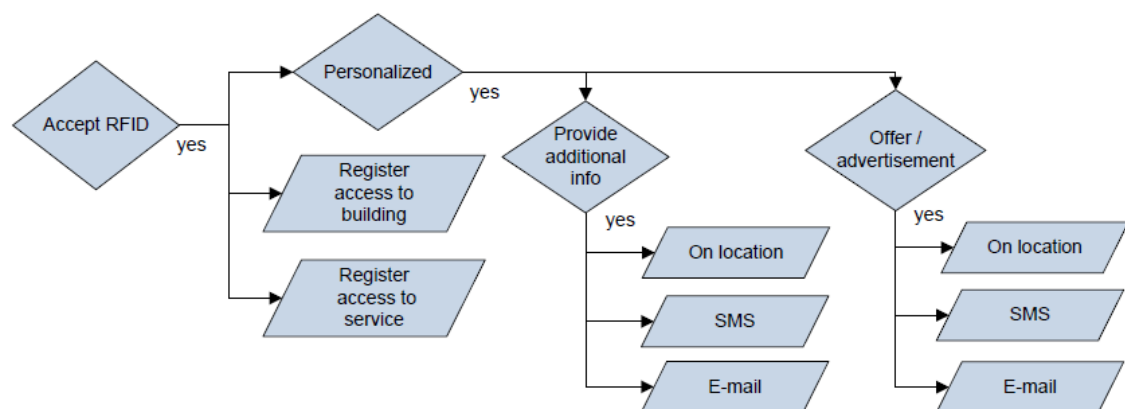 Accept RFID
yes
Personalized
yes
Register
access to
building
Register
access to
service
Provide
additional
info
yes
On location
SMS
E-mail
Offer /
advertisement
yes
On location
SMS
E-mail